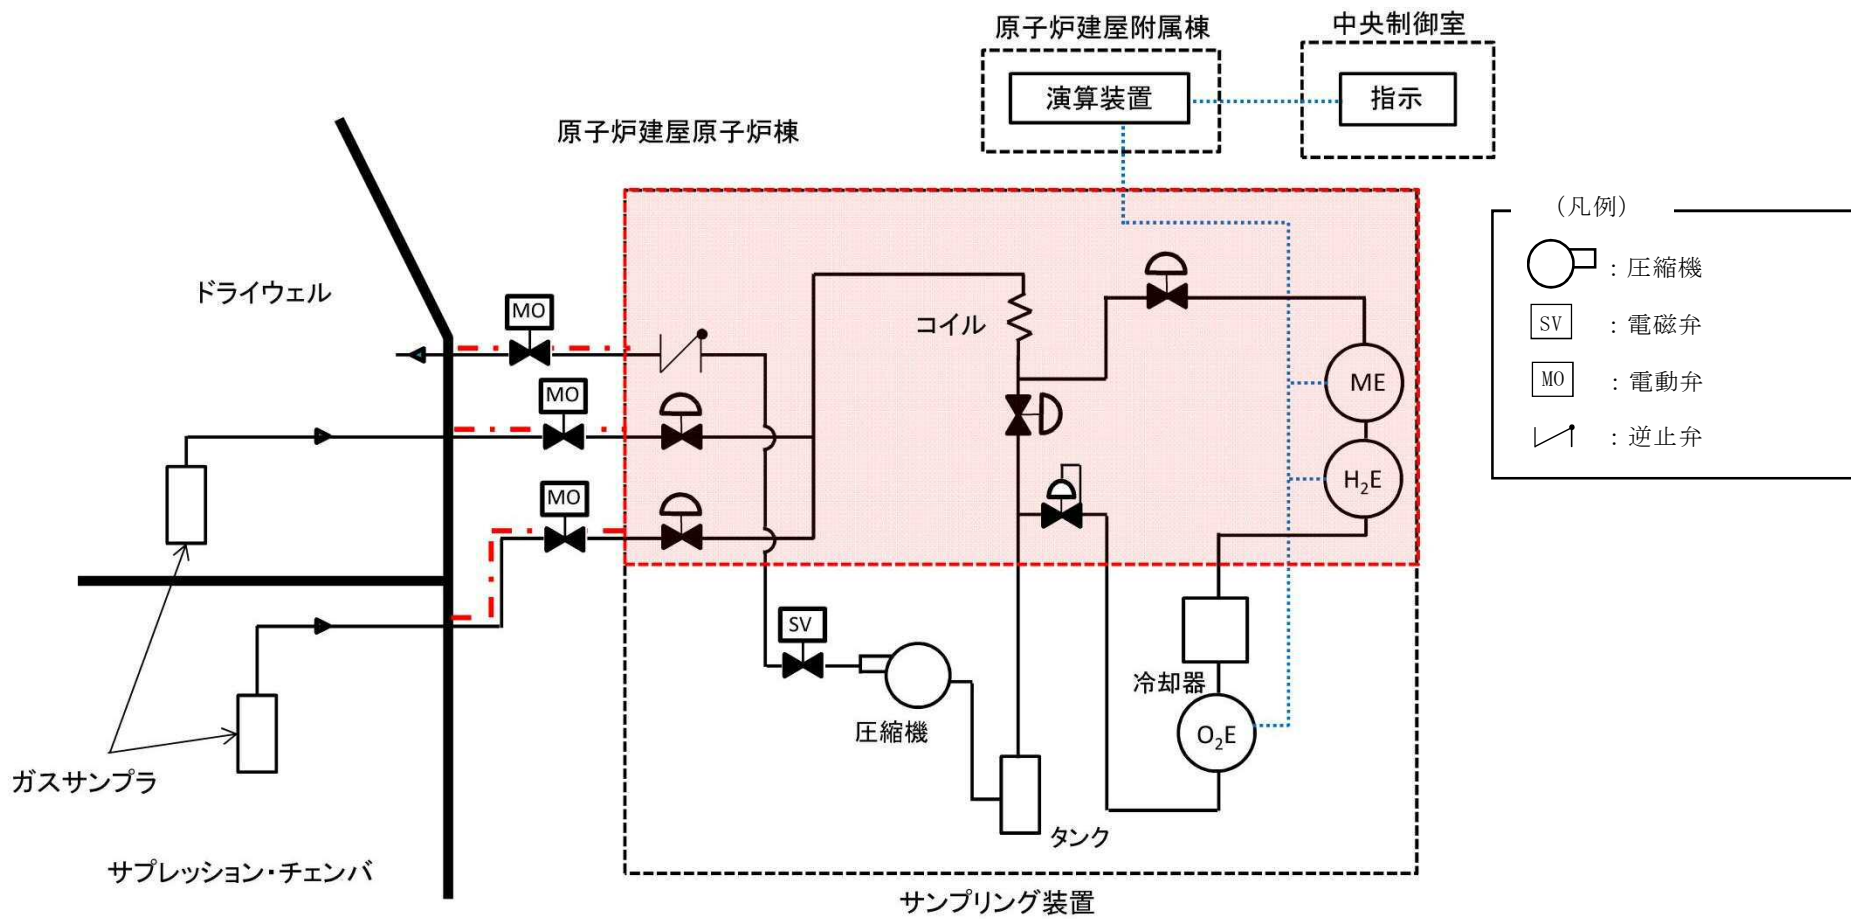 原子炉建屋附属棟
中央制御室
演算装置
指示
原子炉建屋原子炉棟
(凡例)
:圧縮機
SV :電磁弁
MO :電動弁
:逆止弁
ドライウェル
MO
コイル
MO
ME
MO
H₂E
SV
冷却器
圧縮機
O₂E
ガスサンプラ
タンク
サプレッション・チェンバ
サンプリング装置